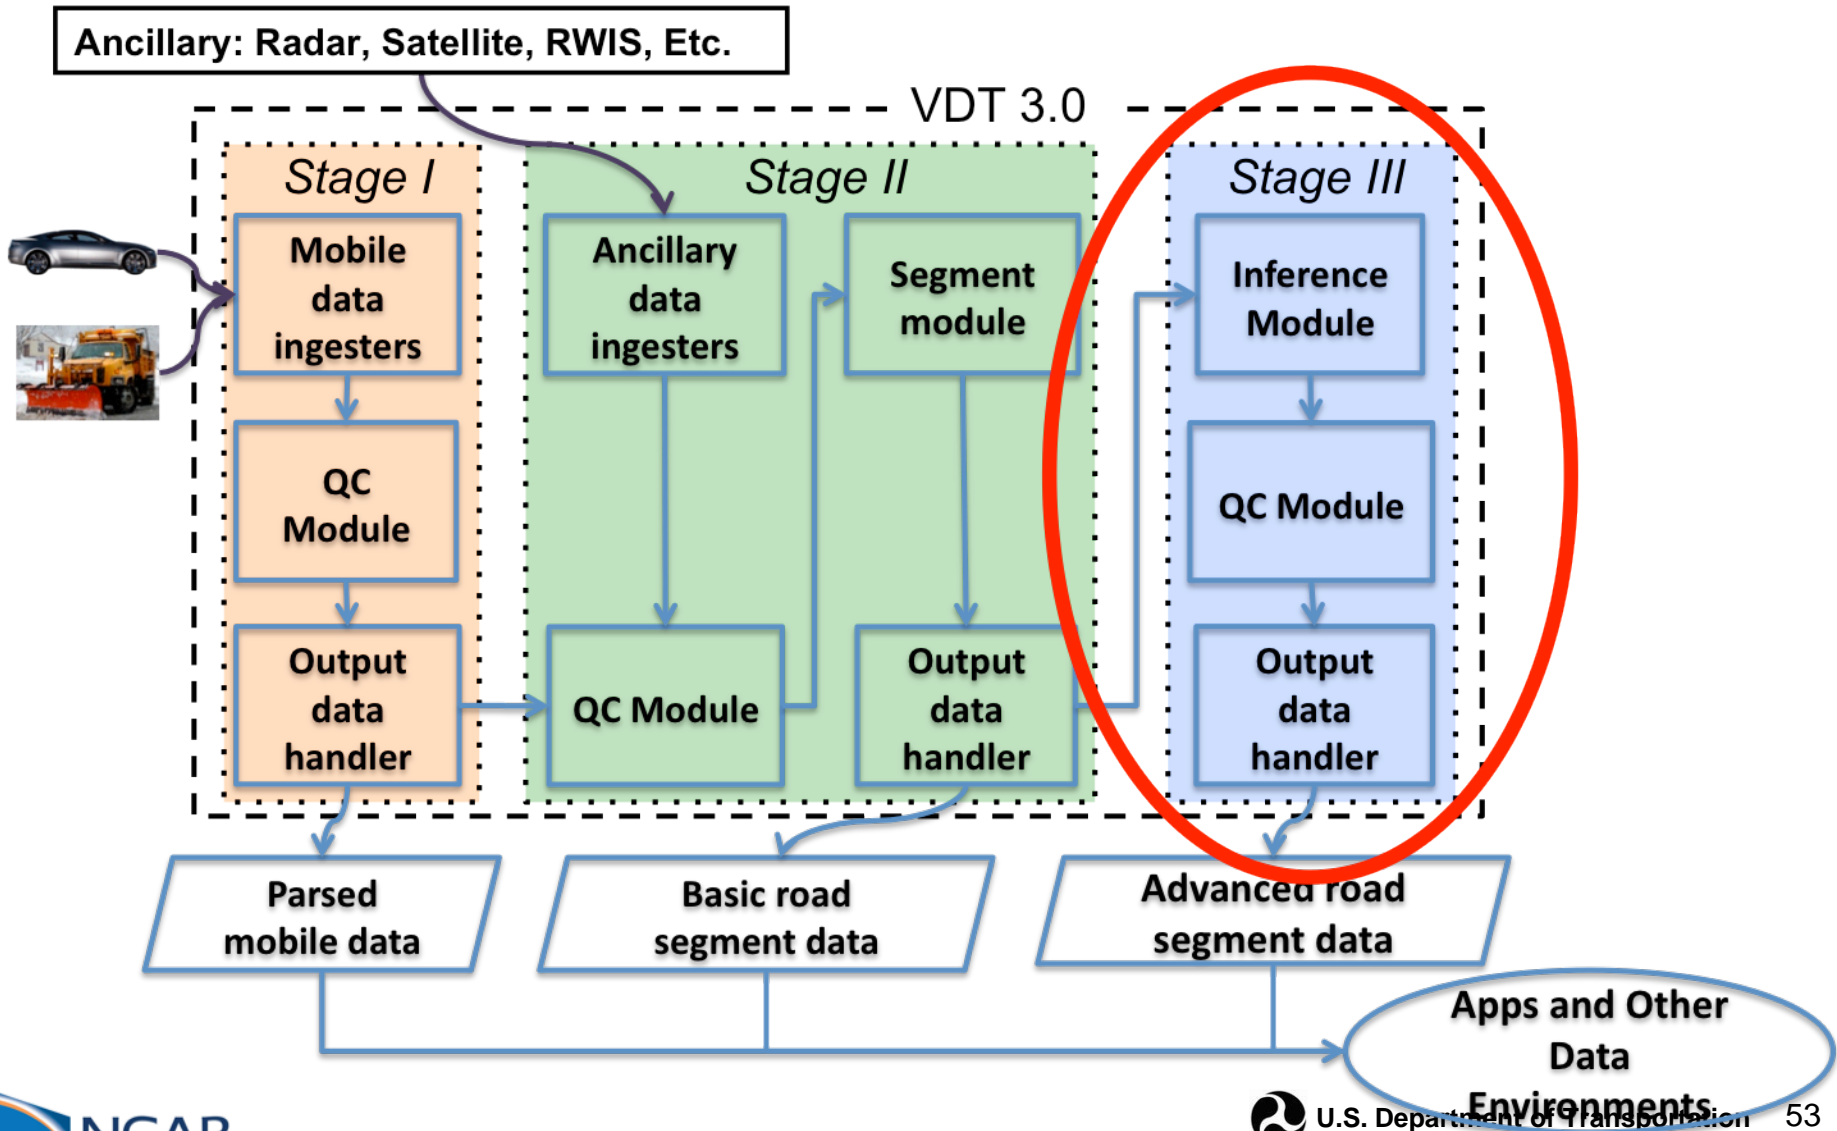 Ancillary: Radar, Satellite, RWIS, Etc.
VDT 3.0
Stage I
Stage II
Stage III
Mobile
data
ingesters
Ancillary
data
ingesters
Segment
module
Inference
Module
QC
Module
QC Module
Output
data
handler
QC Module
Output
data
handler
Output
data
handler
Parsed
mobile data
Basic road
segment data
Advanced road
segment data
Apps and Other
Data
Environments
NCAR
U.S. Department of Transportation
53